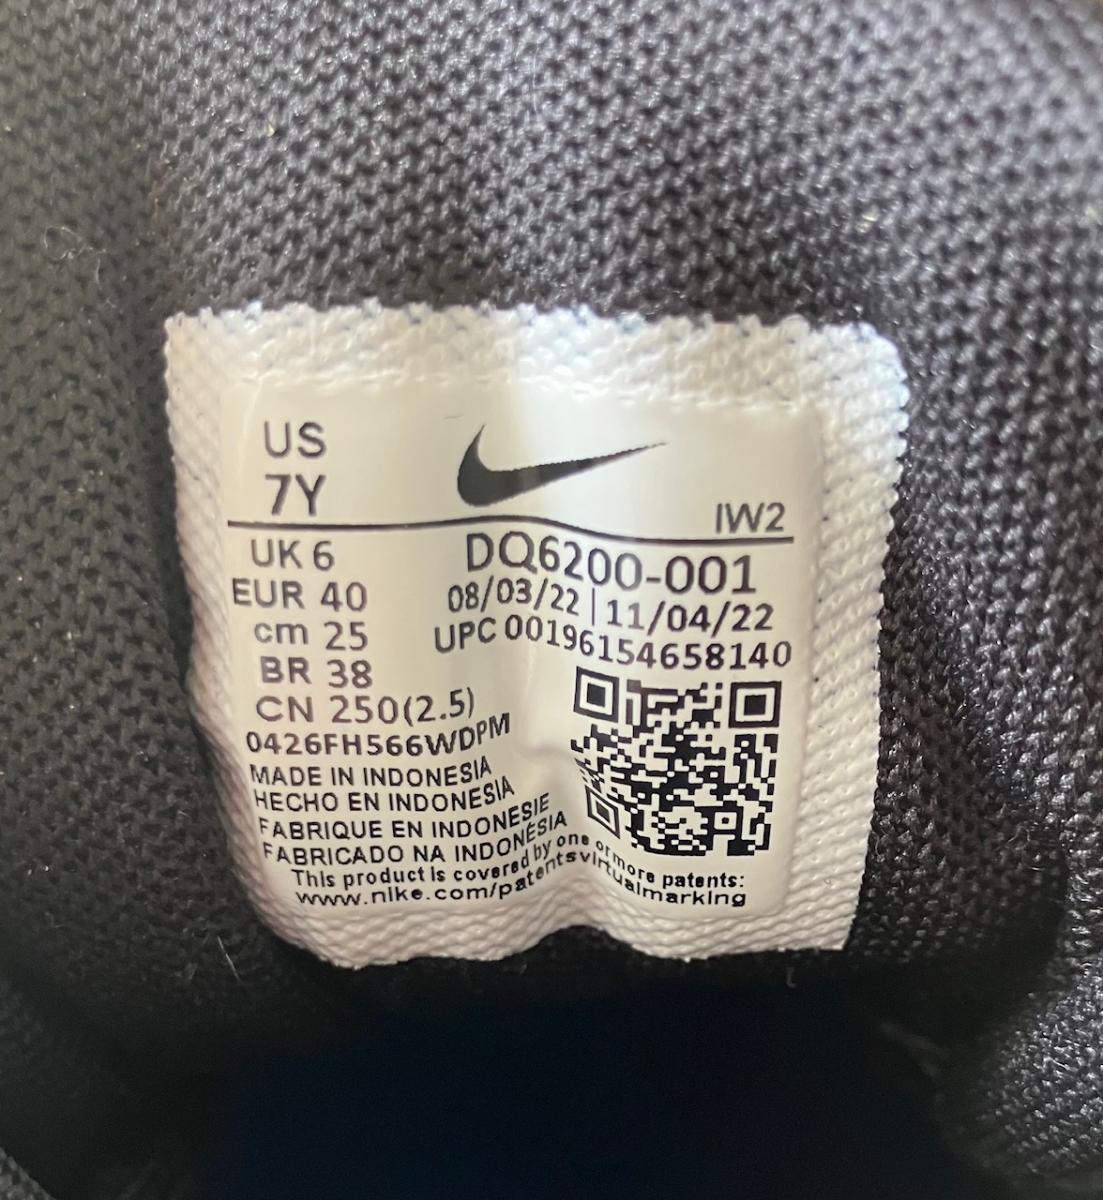 US
7Y
IW2
UK 6
EUR 40
cm 25
BR 38
CN 250(2.5)
DQ6200-001
08/03/22 | 11/04/22
UPC 00196154658140
0426FH566WDPM
MADE IN INDONESIA
HECHO EN INDONESIA
FABRIQUE EN INDONESIE
FABRICADO NA INDONÉSIA
This product is covered by one or more patents:
www.nike.com/patentsvirtualmarking